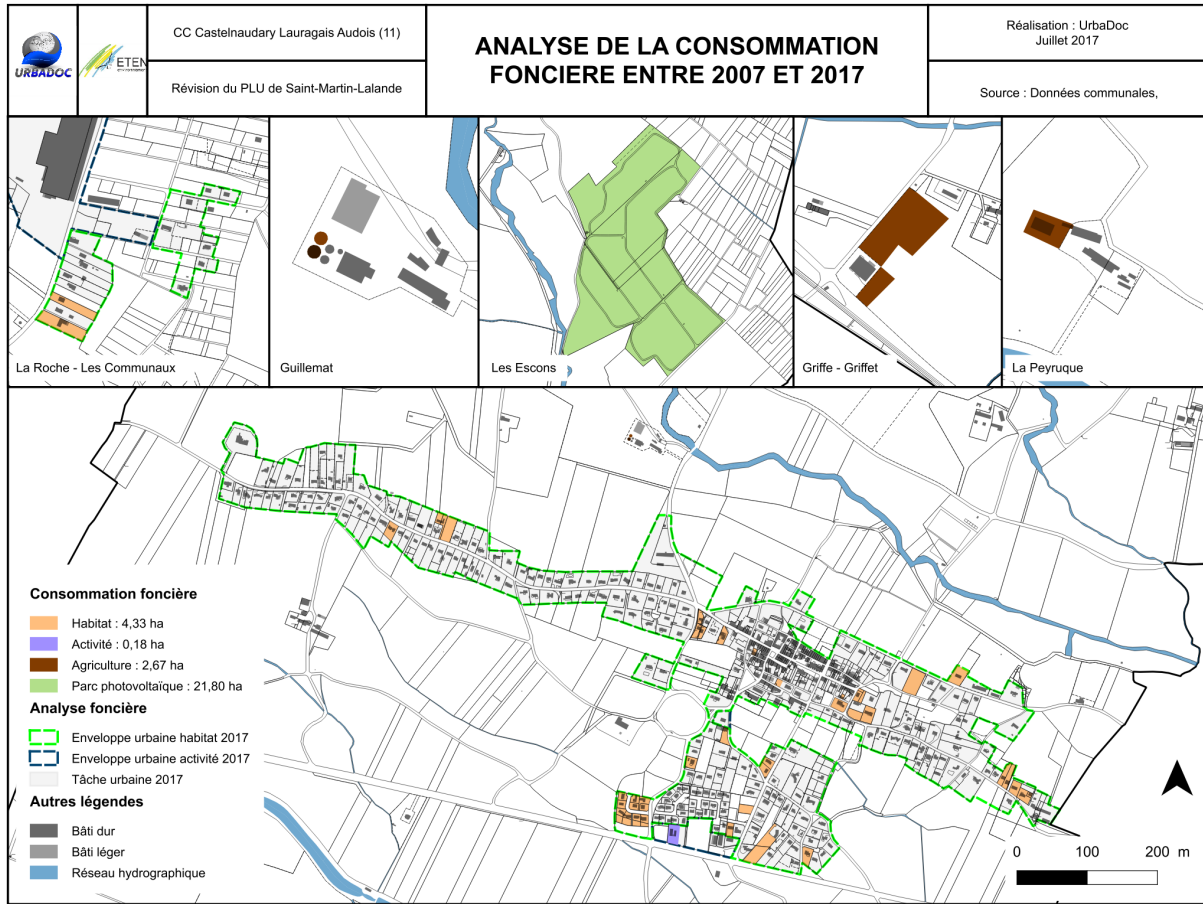 URBADOC
ETEN
environnement
CC Castelnaudary Lauragais Audois (11)
Révision du PLU de Saint-Martin-Lalande
ANALYSE DE LA CONSOMMATION
FONCIERE ENTRE 2007 ET 2017
Réalisation : UrbaDoc
Juillet 2017
Source : Données communales,
La Roche - Les Communaux
Guillemat
Les Escons
Griffe - Griffet
La Peyruque
Consommation foncière
Habitat : 4,33 ha
Activité : 0,18 ha
Agriculture : 2,67 ha
Parc photovoltaïque : 21,80 ha
Analyse foncière
Enveloppe urbaine habitat 2017
Enveloppe urbaine activité 2017
Tâche urbaine 2017
Autres légendes
Bâti dur
Bâti léger
Réseau hydrographique
0 100 200 m